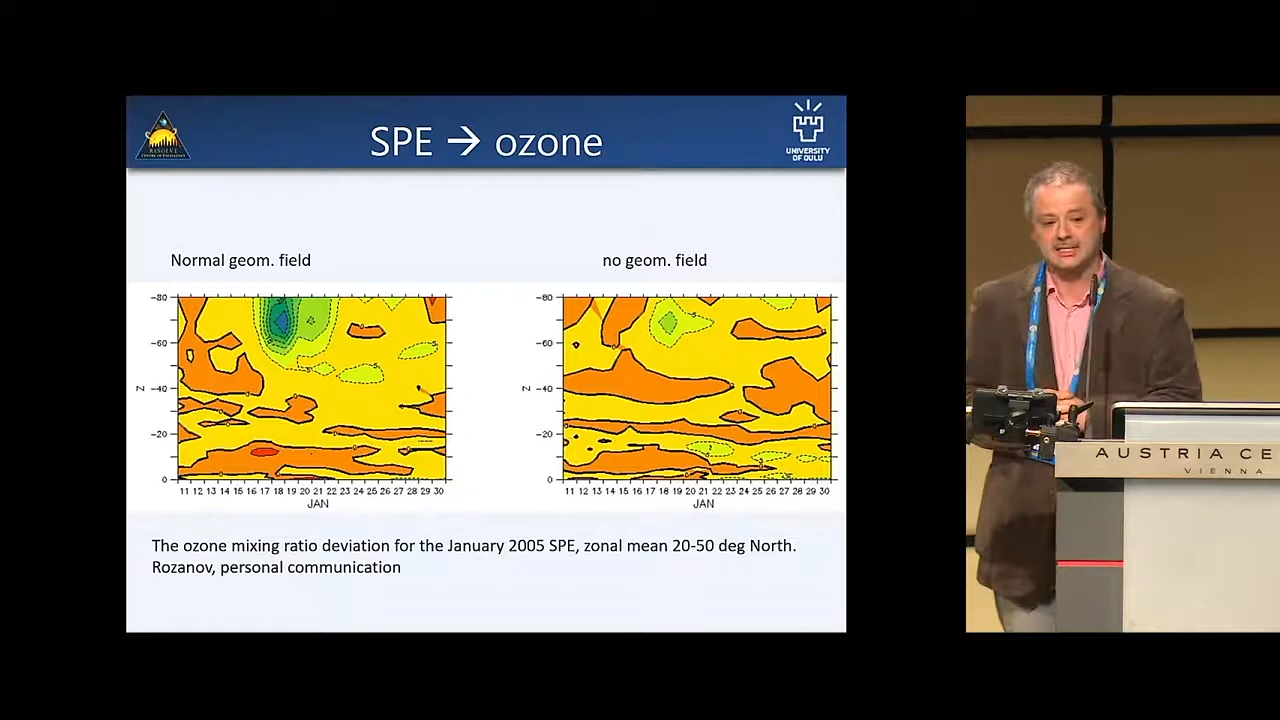 RESOLVE
CENTRE OF EXCELLENCE
SPE → ozone
UNIVERSITY
OF OULU
Normal geom. field
no geom. field
-80
-60
-40
-20
0
Z
11 12 13 14 15 16 17 18 19 20 21 22 23 24 25 26 27 28 29 30
JAN
-80
-60
-40
-20
0
Z
11 12 13 14 15 16 17 18 19 20 21 22 23 24 25 26 27 28 29 30
JAN
The ozone mixing ratio deviation for the January 2005 SPE, zonal mean 20-50 deg North.
Rozanov, personal communication
AUSTRIA CE
VIENNA